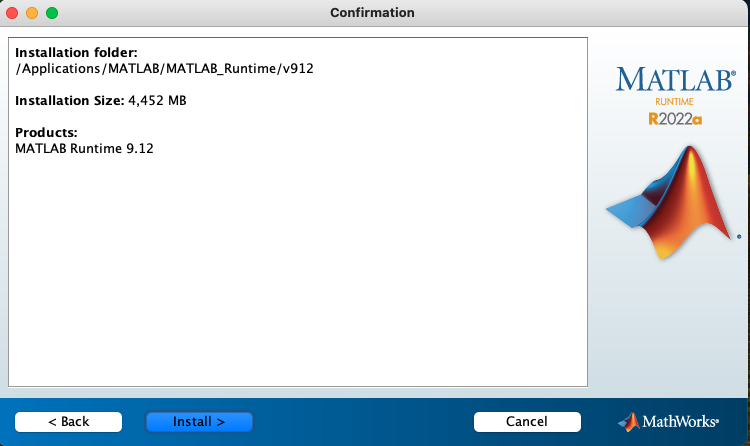 Confirmation
Installation folder:
/Applications/MATLAB/MATLAB_Runtime/v912
Installation Size: 4,452 MB
Products:
MATLAB Runtime 9.12
MATLAB®
RUNTIME
R2022a
®
< Back
Install >
Cancel
MathWorks®